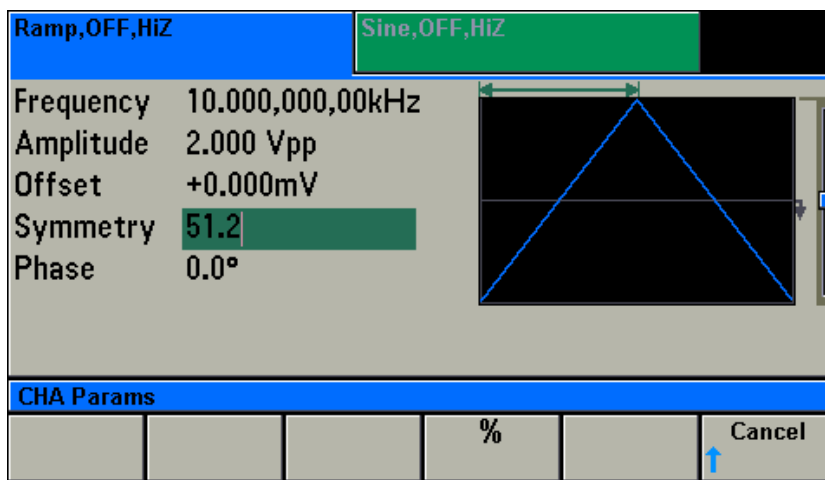 Ramp,OFF,HiZ
Sine,OFF,HiZ
Frequency 10.000,000,00kHz
Amplitude 2.000 Vpp
Offset +0.000mV
Symmetry 51.2
Phase 0.0°
CHA Params
% Cancel